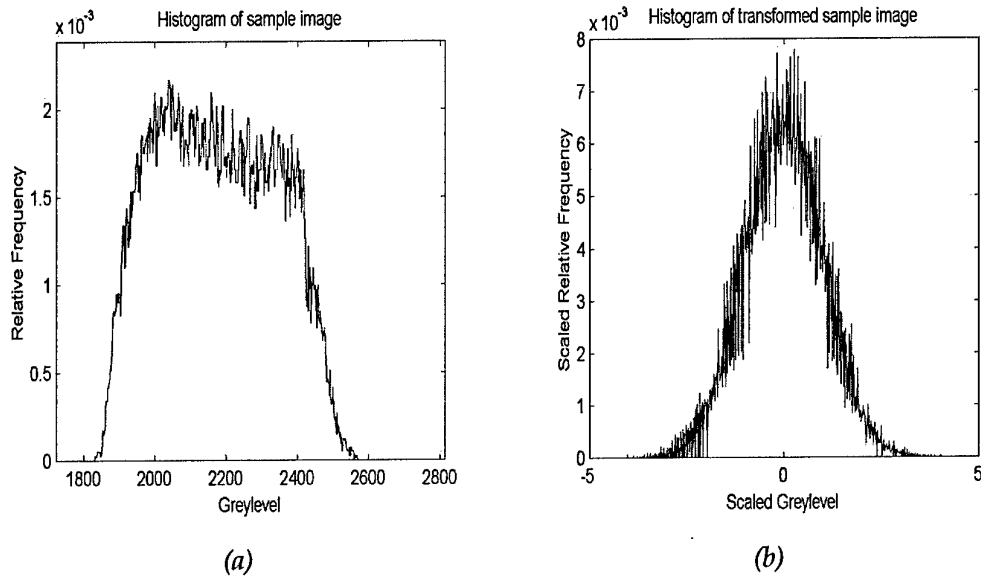 Histogram of sample image
x 10⁻³
2
1.5
1
0.5
0
Relative Frequency
1800 2000 2200 2400 2600 2800
Greylevel
(a)
Histogram of transformed sample image
x 10⁻³
8
7
6
5
4
3
2
1
0
Scaled Relative Frequency
-5 0 5
Scaled Greylevel
(b)